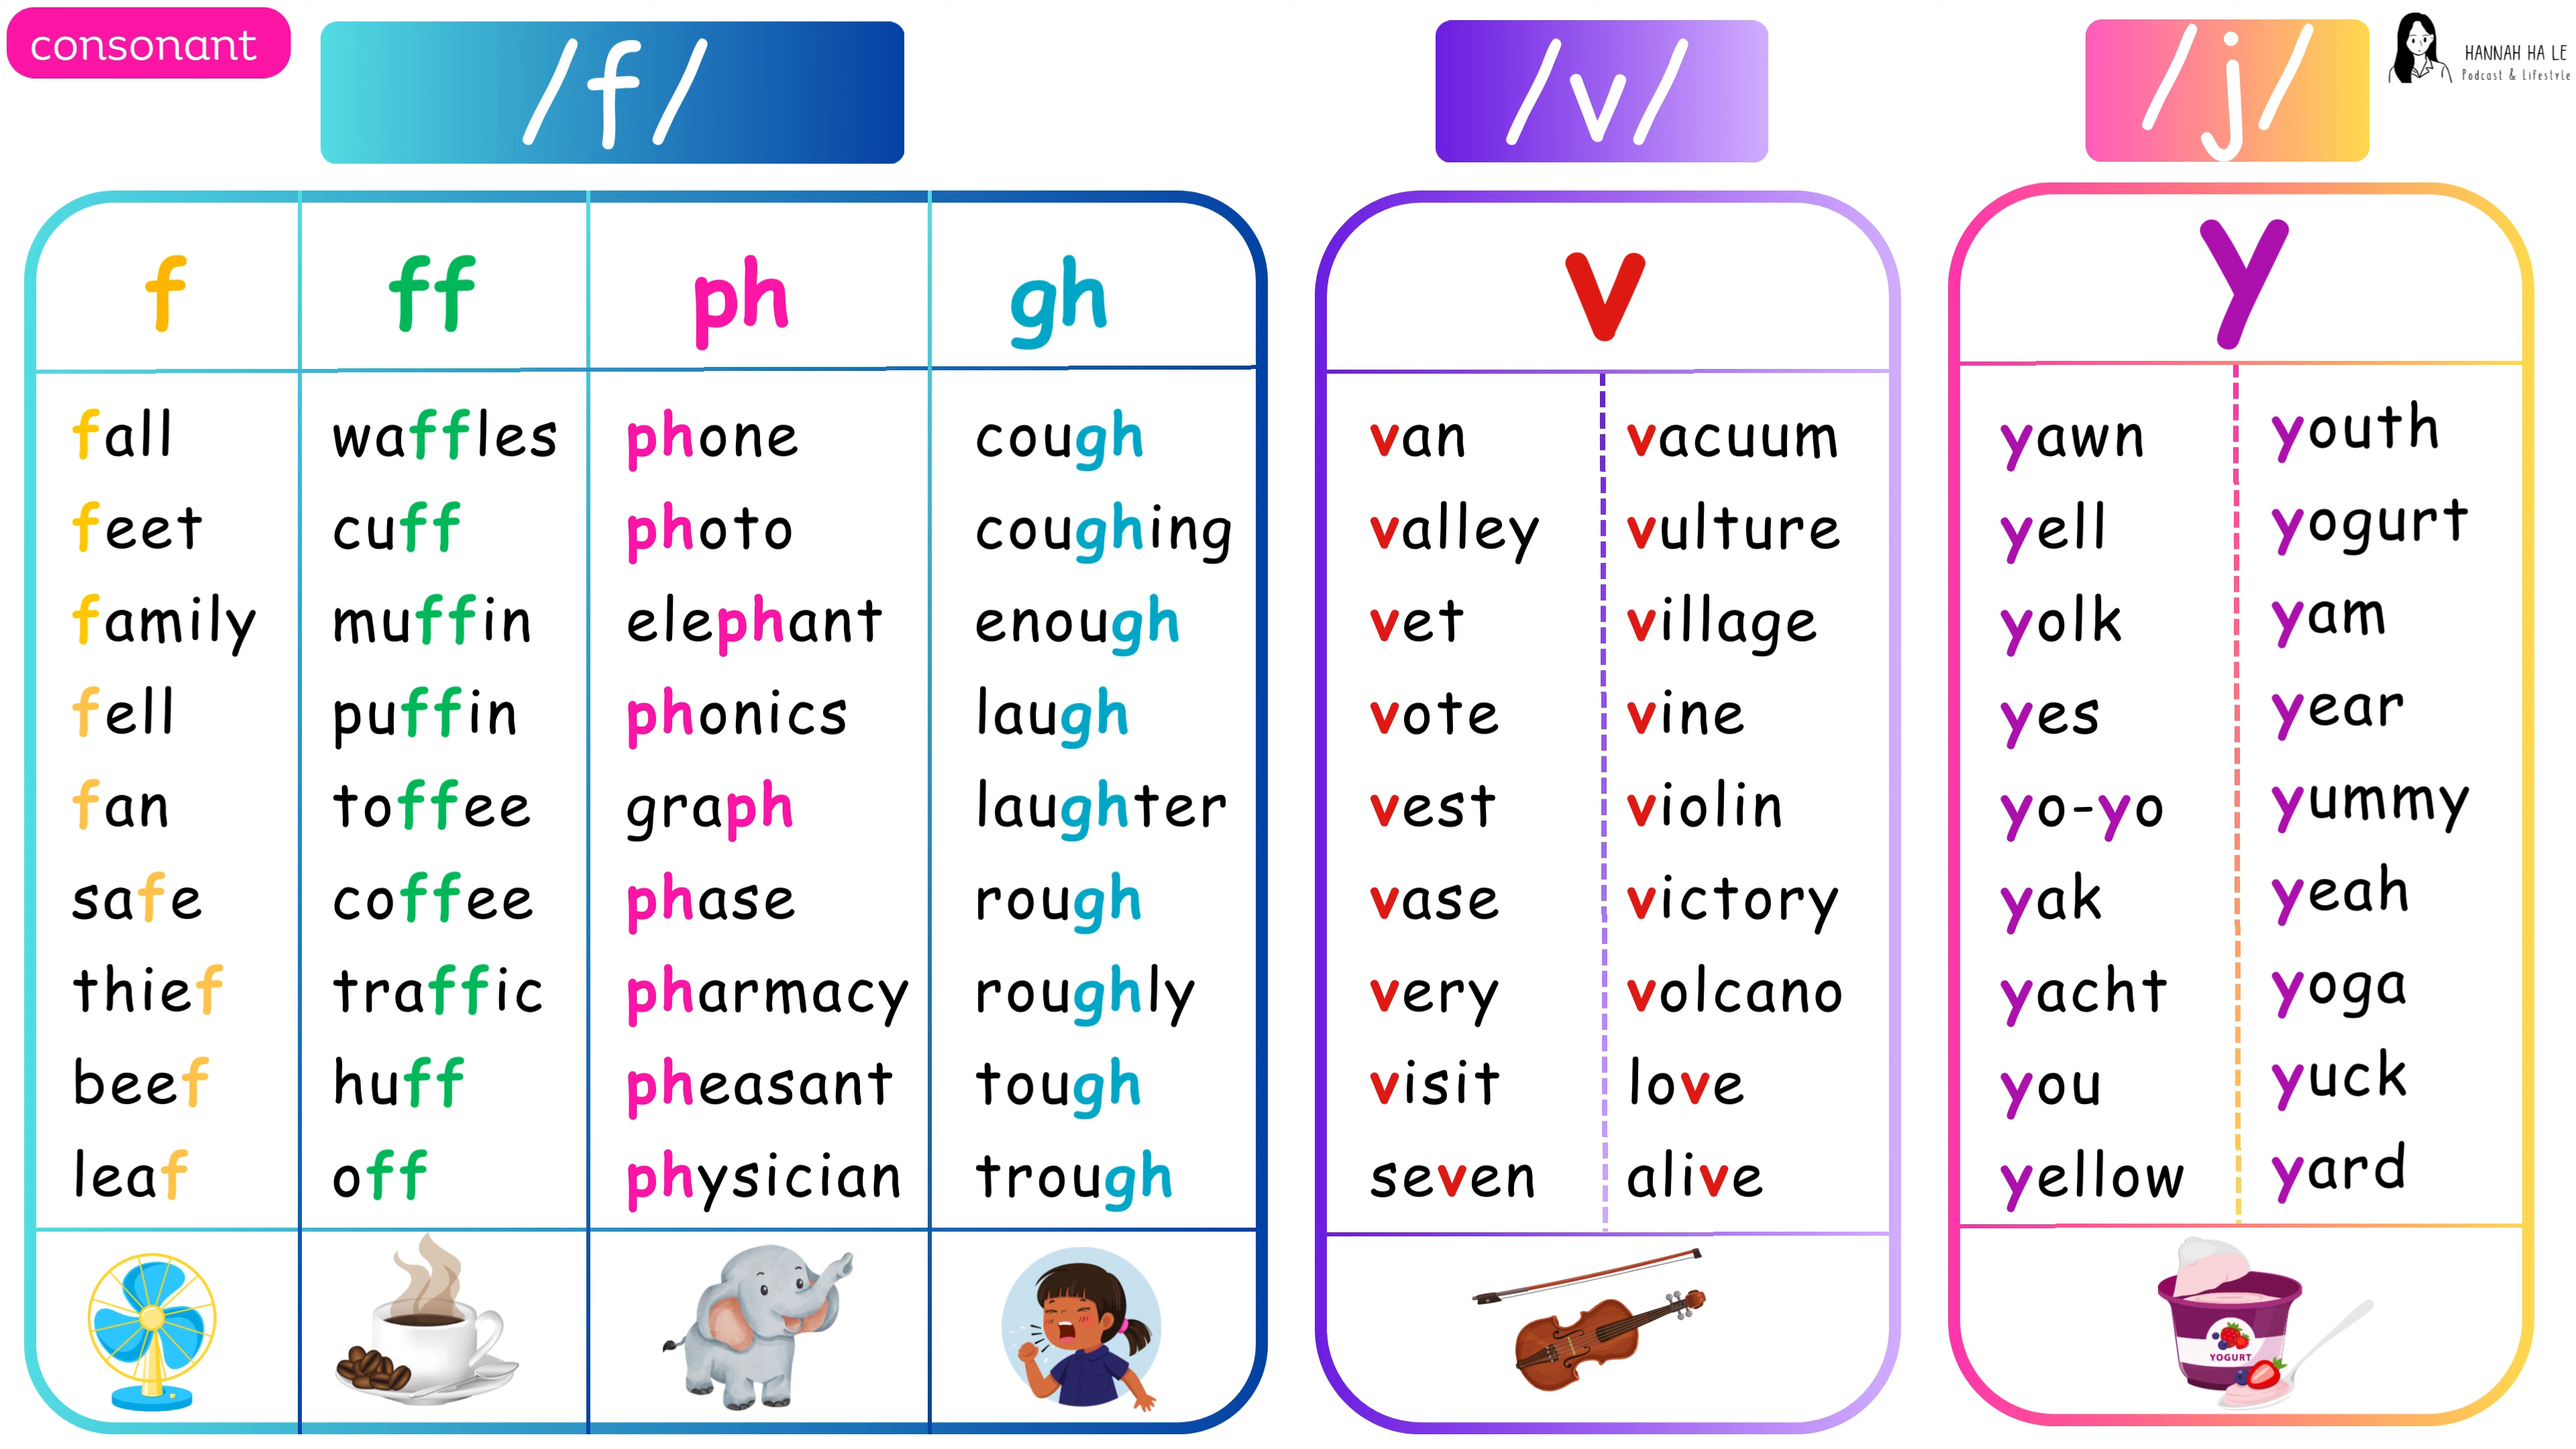 consonant
/f/
/v/
/j/
HANNAH HA LE
Podcast & Lifestyle
f
ff
ph
gh
v
y
fall
feet
family
fell
fan
safe
thief
beef
leaf
waffles
cuff
muffin
puffin
toffee
coffee
traffic
huff
off
phone
photo
elephant
phonics
graph
phase
pharmacy
pheasant
physician
cough
coughing
enough
laugh
laughter
rough
roughly
tough
trough
van
valley
vet
vote
vest
vase
very
visit
seven
vacuum
vulture
village
vine
violin
victory
volcano
love
alive
yawn
yell
yolk
yes
yo-yo
yak
yacht
you
yellow
youth
yogurt
yam
year
yummy
yeah
yoga
yuck
yard
YOGURT